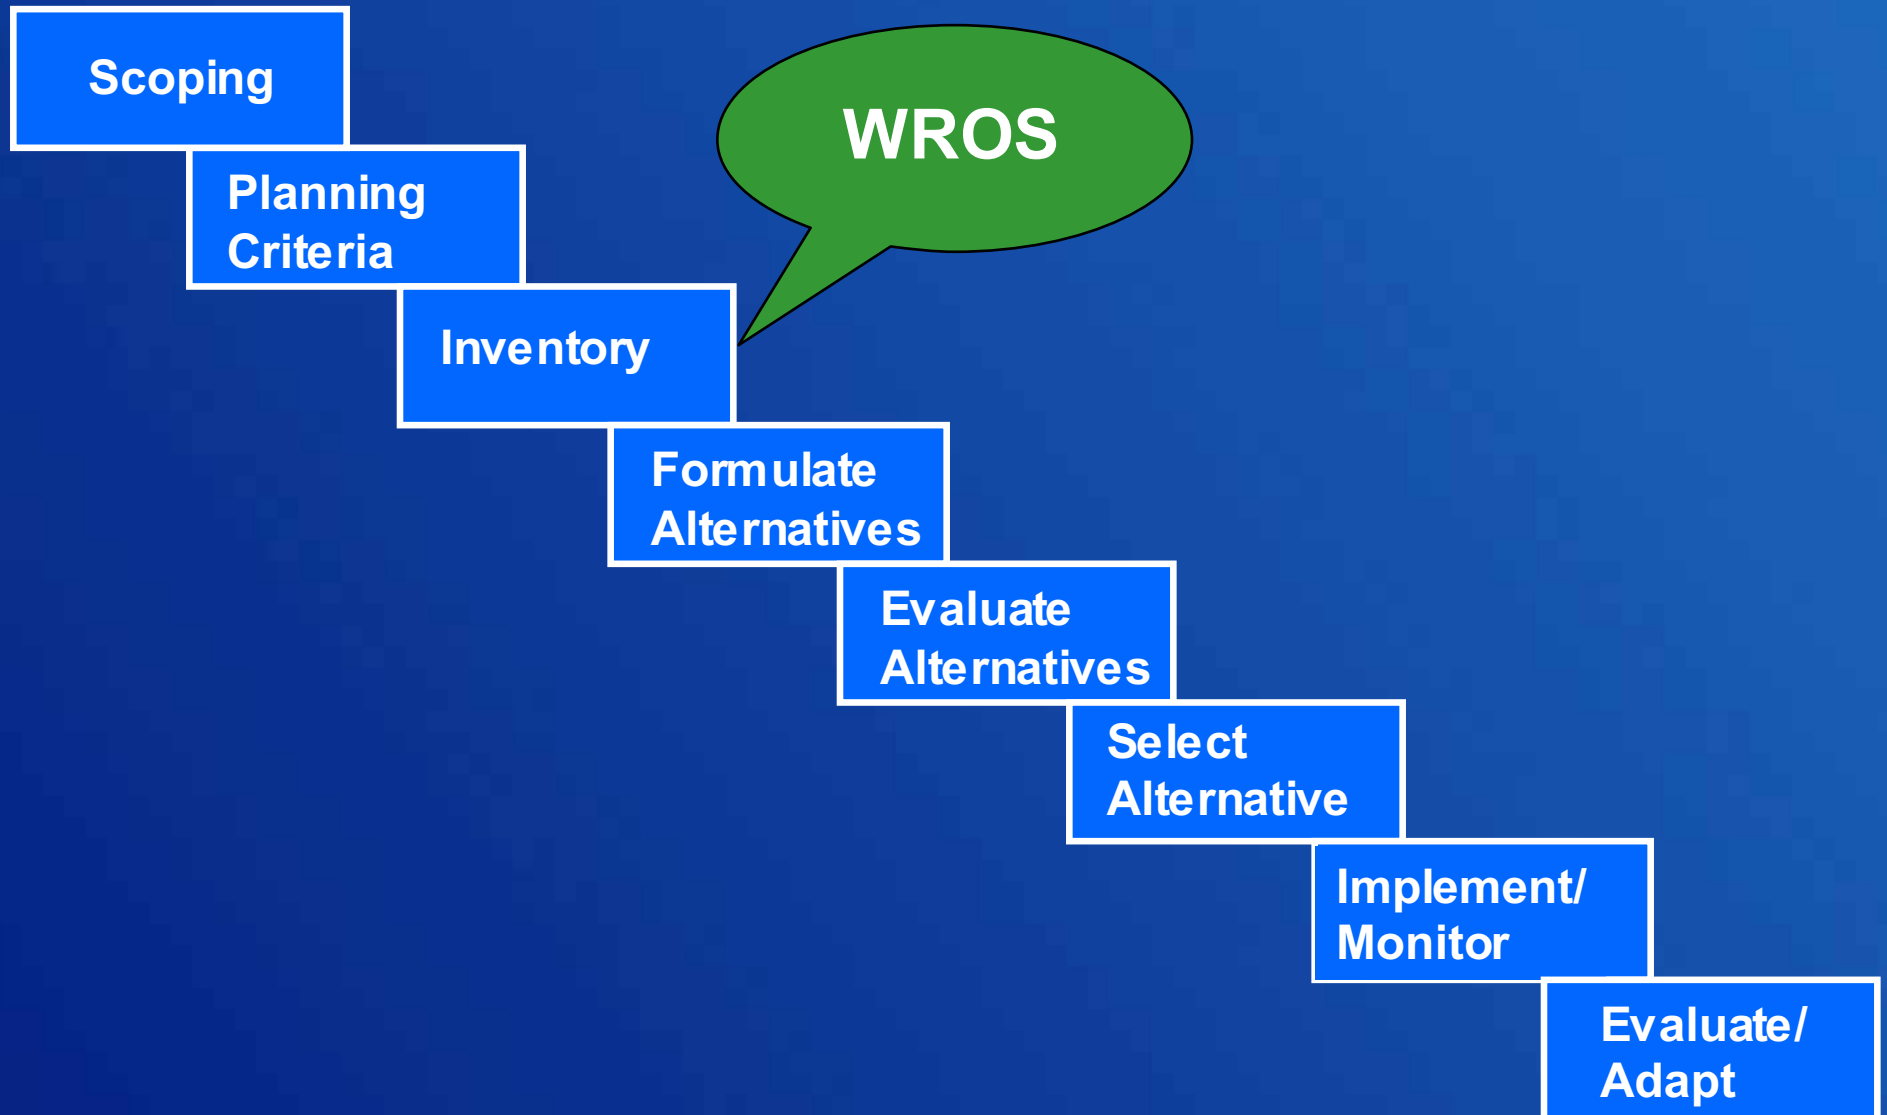 Scoping
WROS
Planning
Criteria
Inventory
Formulate
Alternatives
Evaluate
Alternatives
Select
Alternative
Implement/
Monitor
Evaluate/
Adapt